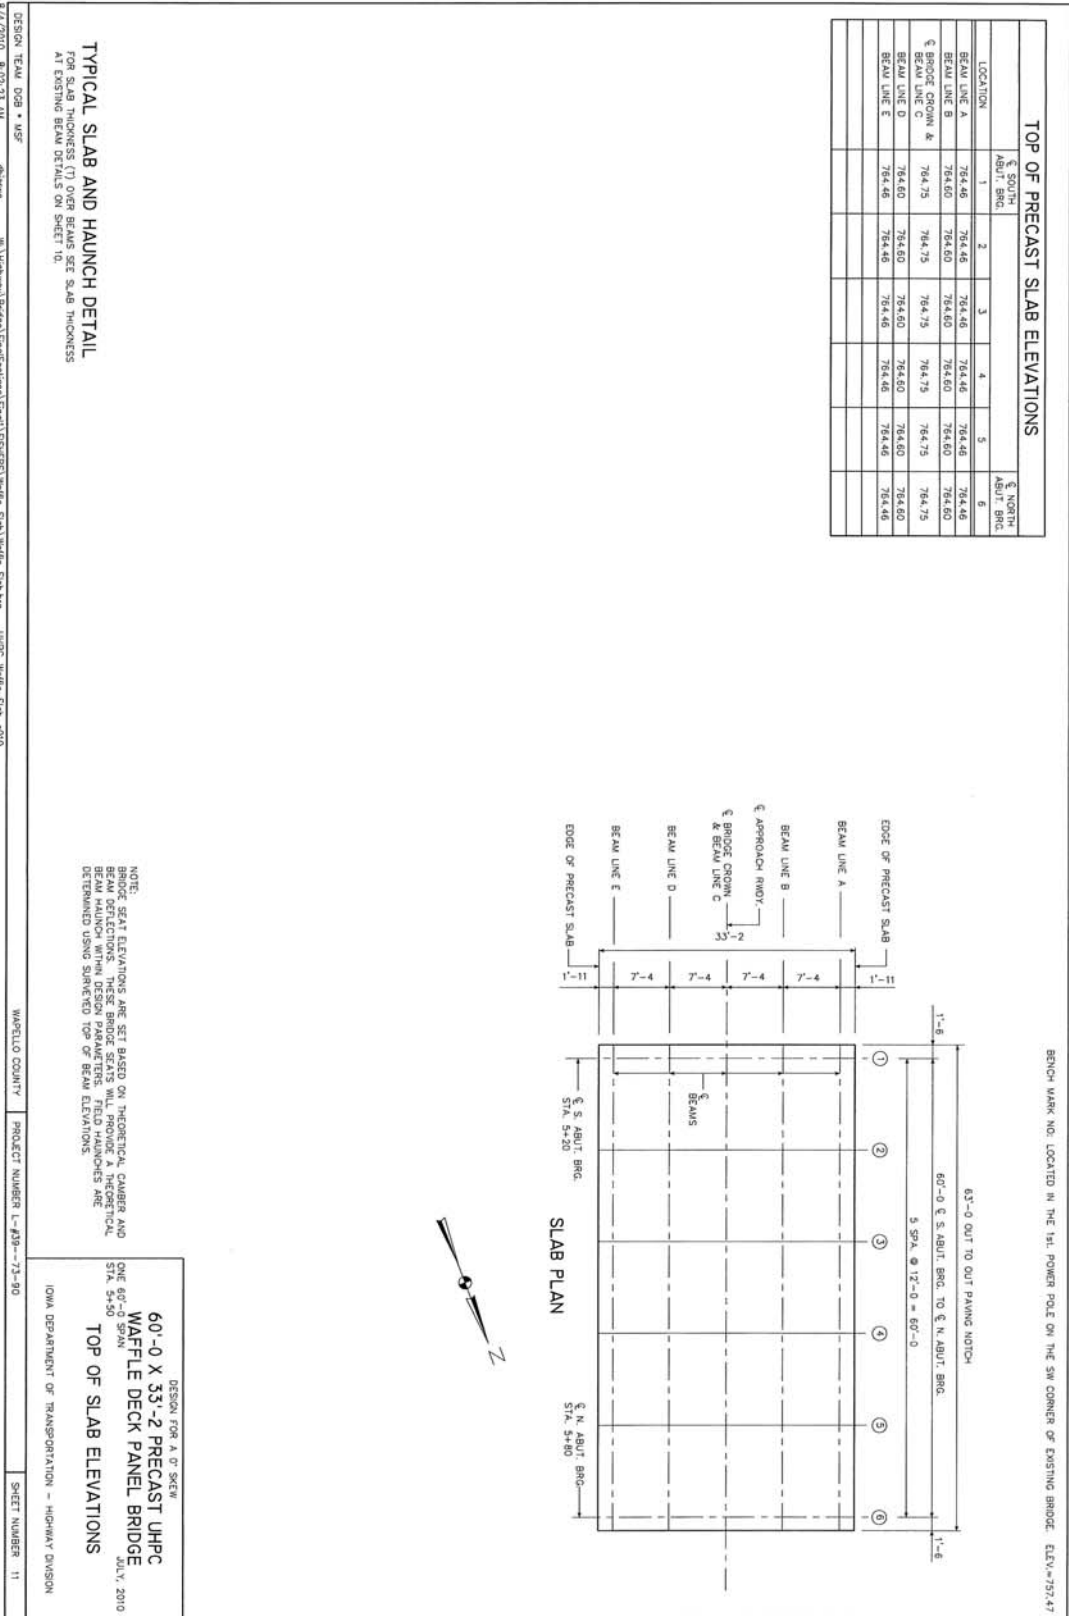 TOP OF PRECAST SLAB ELEVATIONS
LOCATION
℄ SOUTH ABUT. BRG.
℄ NORTH ABUT. BRG.
1 2 3 4 5 6
BEAM LINE A 764.46 764.46 764.46 764.46 764.46 764.46
BEAM LINE B 764.60 764.60 764.60 764.60 764.60 764.60
℄ BRIDGE CROWN & BEAM LINE C 764.75 764.75 764.75 764.75 764.75 764.75
BEAM LINE D 764.60 764.60 764.60 764.60 764.60 764.60
BEAM LINE E 764.46 764.46 764.46 764.46 764.46 764.46
BENCH MARK NO: LOCATED IN THE 1st. POWER POLE ON THE SW CORNER OF EXISTING BRIDGE. ELEV.=757.47
63'-0 OUT TO OUT PAVING NOTCH
60'-0 ℄ S. ABUT. BRG. TO ℄ N. ABUT. BRG.
1'-6
1'-6
5 SPA. @ 12'-0 = 60'-0
1 2 3 4 5 6
EDGE OF PRECAST SLAB
BEAM LINE A
BEAM LINE B
℄ APPROACH RWDY.
℄ BRIDGE CROWN
& BEAM LINE C
BEAM LINE D
BEAM LINE E
EDGE OF PRECAST SLAB
33'-2
1'-11
7'-4
7'-4
7'-4
7'-4
1'-11
℄
BEAMS
℄ S. ABUT. BRG.
STA. 5+20
℄ N. ABUT. BRG.
STA. 5+80
SLAB PLAN
N
TYPICAL SLAB AND HAUNCH DETAIL
FOR SLAB THICKNESS (T) OVER BEAMS SEE SLAB THICKNESS
AT EXISTING BEAM DETAILS ON SHEET 10.
NOTE:
BRIDGE SEAT ELEVATIONS ARE SET BASED ON THEORETICAL CAMBER AND
BEAM DEFLECTIONS. THESE BRIDGE SEATS WILL PROVIDE A THEORETICAL
BEAM HAUNCH WITHIN DESIGN PARAMETERS. FIELD HAUNCHES ARE
DETERMINED USING SURVEYED TOP OF BEAM ELEVATIONS.
DESIGN FOR A 0° SKEW
60'-0 X 33'-2 PRECAST UHPC
WAFFLE DECK PANEL BRIDGE
ONE 60'-0 SPAN
STA. 5+50
JULY, 2010
TOP OF SLAB ELEVATIONS
IOWA DEPARTMENT OF TRANSPORTATION - HIGHWAY DIVISION
DESIGN TEAM DGB * MSF
WAPELLO COUNTY
PROJECT NUMBER L-#39--73-90
SHEET NUMBER 11